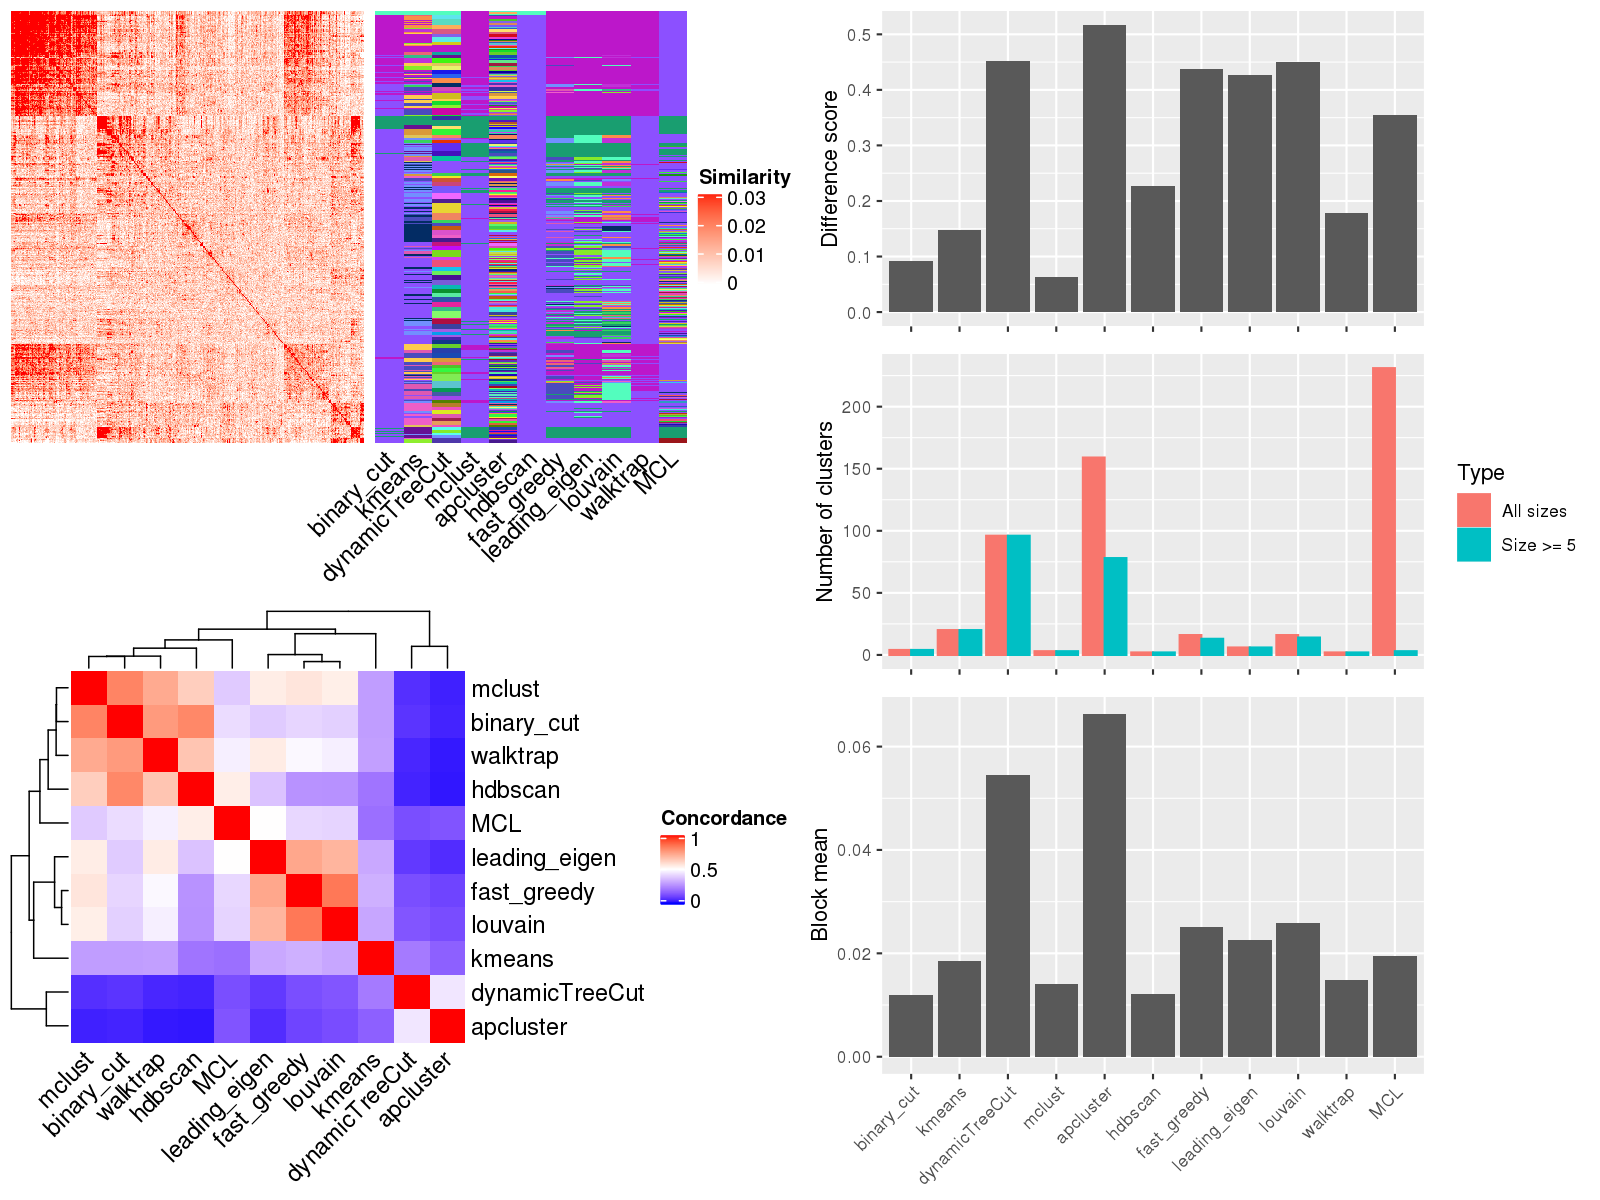 Similarity
0.03
0.02
0.01
0
binary_cut
kmeans
dynamicTreeCut
mclust
apcluster
hdbscan
fast_greedy
leading_eigen
louvain
walktrap
MCL
mclust
binary_cut
walktrap
hdbscan
MCL
leading_eigen
fast_greedy
louvain
kmeans
dynamicTreeCut
apcluster
Concordance
1
0.5
0
mclust
binary_cut
walktrap
hdbscan
MCL
leading_eigen
fast_greedy
louvain
kmeans
dynamicTreeCut
apcluster
Difference score
0.5
0.4
0.3
0.2
0.1
0.0
Number of clusters
200
150
100
50
0
Type
All sizes
Size >= 5
Block mean
0.06
0.04
0.02
0.00
binary_cut
kmeans
dynamicTreeCut
mclust
apcluster
hdbscan
fast_greedy
leading_eigen
louvain
walktrap
MCL